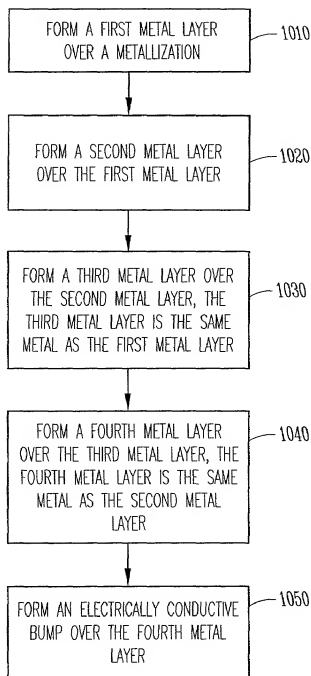 FORM A FIRST METAL LAYER
OVER A METALLIZATION
1010
FORM A SECOND METAL LAYER
OVER THE FIRST METAL LAYER
1020
FORM A THIRD METAL LAYER OVER
THE SECOND METAL LAYER, THE
THIRD METAL LAYER IS THE SAME
METAL AS THE FIRST METAL LAYER
1030
FORM A FOURTH METAL LAYER
OVER THE THIRD METAL LAYER, THE
FOURTH METAL LAYER IS THE SAME
METAL AS THE SECOND METAL
LAYER
1040
FORM AN ELECTRICALLY CONDUCTIVE
BUMP OVER THE FOURTH METAL
LAYER
1050